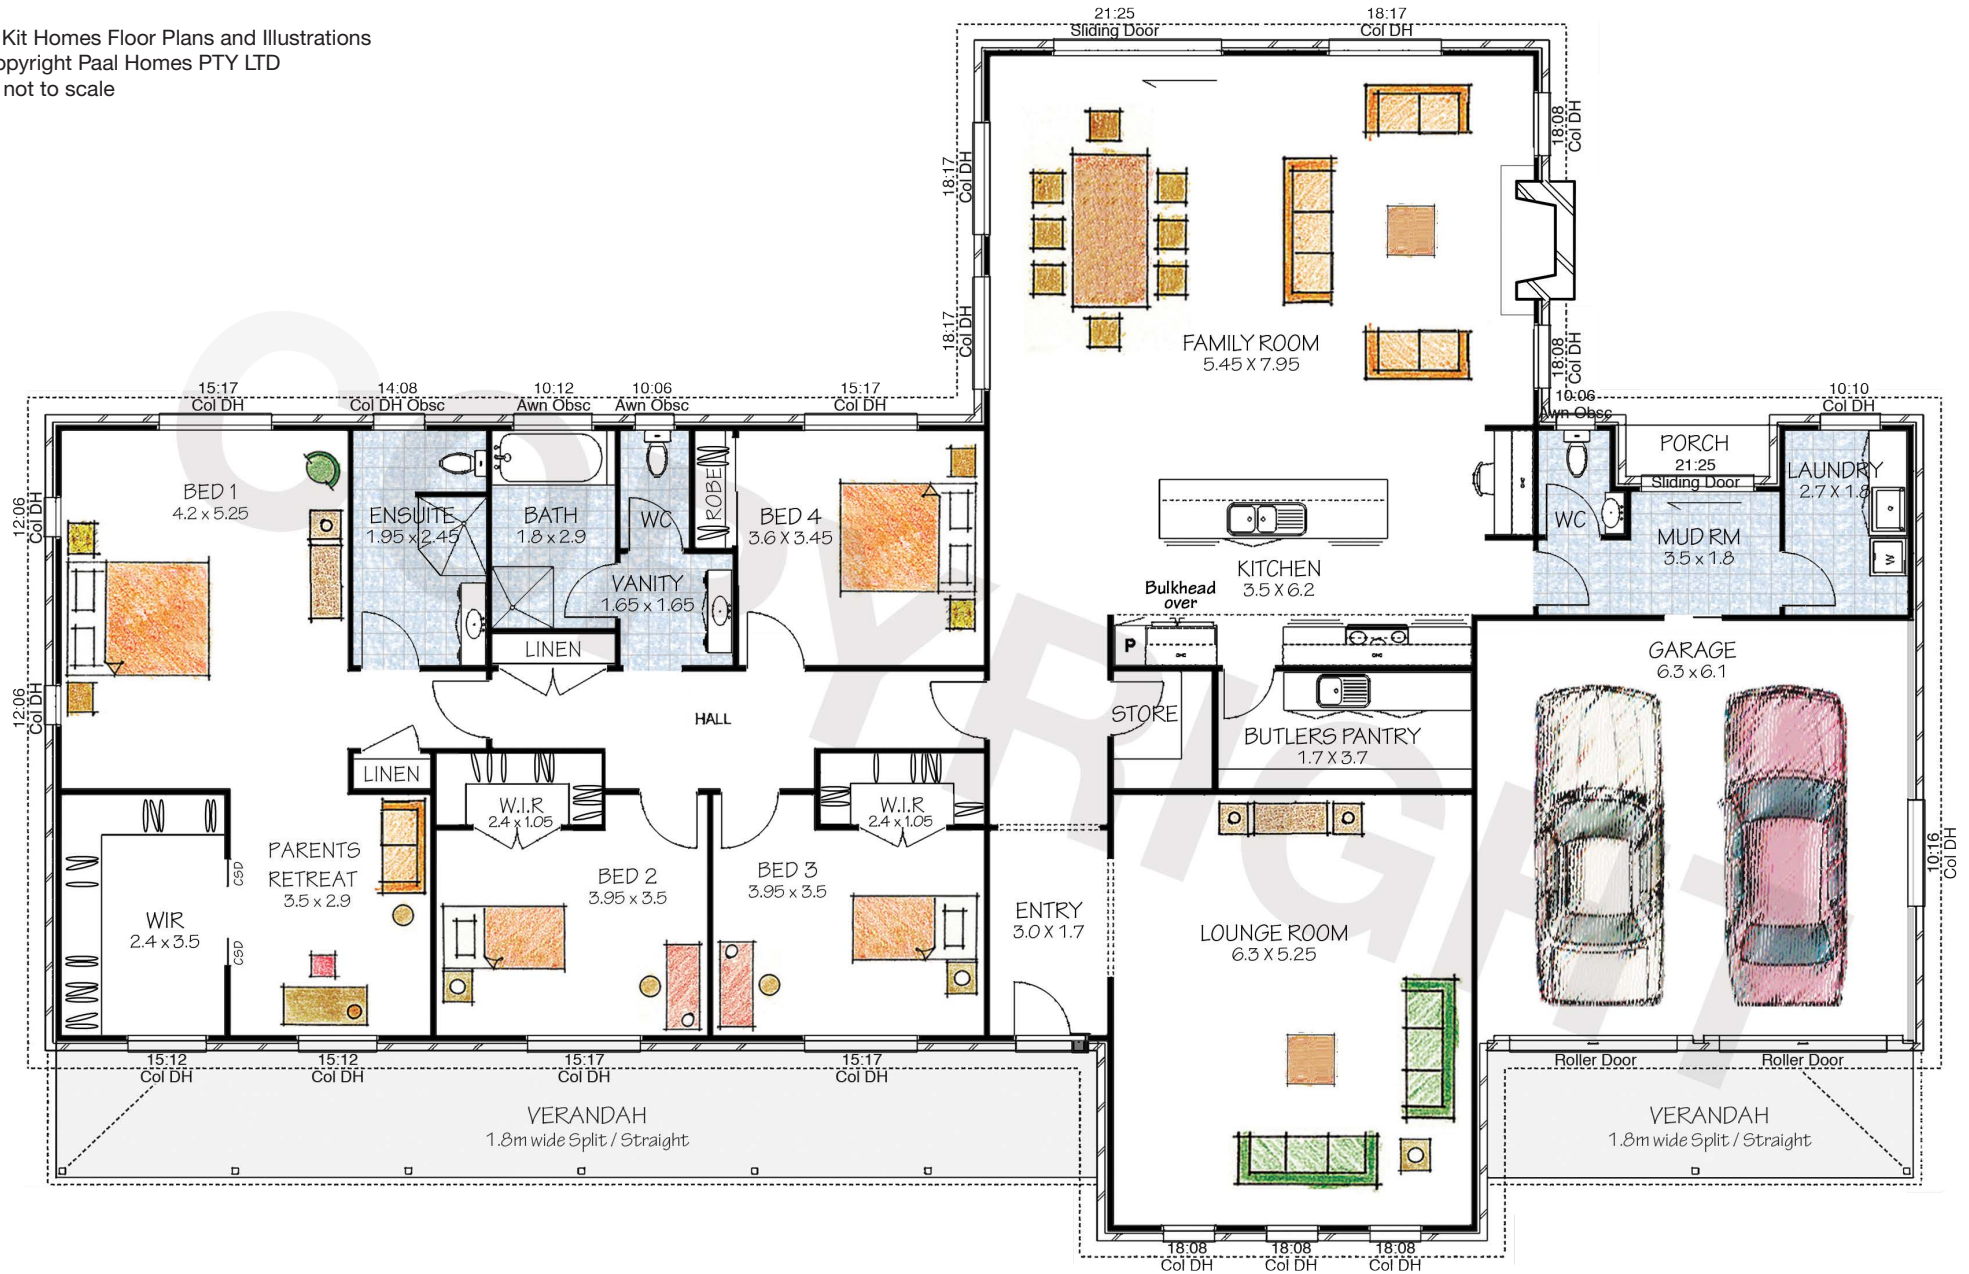 Kit Homes Floor Plans and Illustrations
opyright Paal Homes PTY LTD
not to scale
21:25
Sliding Door
18:17
Col DH
18:08
Col DH
18:17
Col DH
18:17
Col DH
18:08
Col DH
FAMILY ROOM
5.45 X 7.95
15:17
Col DH
14:08
Col DH Obsc
10:12
Awn Obsc
10:06
Awn Obsc
15:17
Col DH
10:06
Awn Obsc
10:10
Col DH
COPYRIGHT
BED 1
4.2 x 5.25
12:06
Col DH
12:06
Col DH
ENSUITE
1.95 x 2.45
BATH
1.8 x 2.9
WC
ROBE
BED 4
3.6 X 3.45
VANITY
1.65 x 1.65
LINEN
KITCHEN
3.5 X 6.2
Bulkhead
over
P
WC
PORCH
21:25
Sliding Door
MUD RM
3.5 x 1.8
LAUNDRY
2.7 X 1.8
W
GARAGE
6.3 x 6.1
HALL
STORE
BUTLERS PANTRY
1.7 X 3.7
LINEN
W.I.R
2.4 x 1.05
W.I.R
2.4 x 1.05
PARENTS
RETREAT
3.5 x 2.9
CSD
CSD
WIR
2.4 x 3.5
BED 2
3.95 x 3.5
BED 3
3.95 x 3.5
ENTRY
3.0 X 1.7
LOUNGE ROOM
6.3 X 5.25
10:16
Col DH
15:12
Col DH
15:12
Col DH
15:17
Col DH
15:17
Col DH
Roller Door
Roller Door
VERANDAH
1.8m wide Split / Straight
VERANDAH
1.8m wide Split / Straight
18:08
Col DH
18:08
Col DH
18:08
Col DH